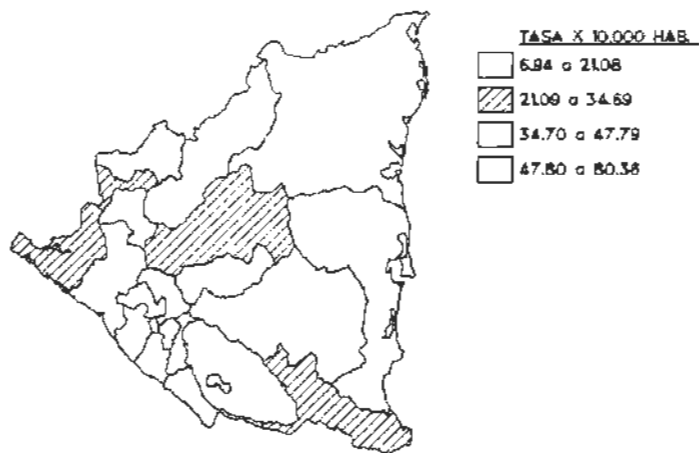 TASA X 10.000 HAB.
6.94 a 21.08
21.09 a 34.69
34.70 a 47.79
47.80 a 80.36